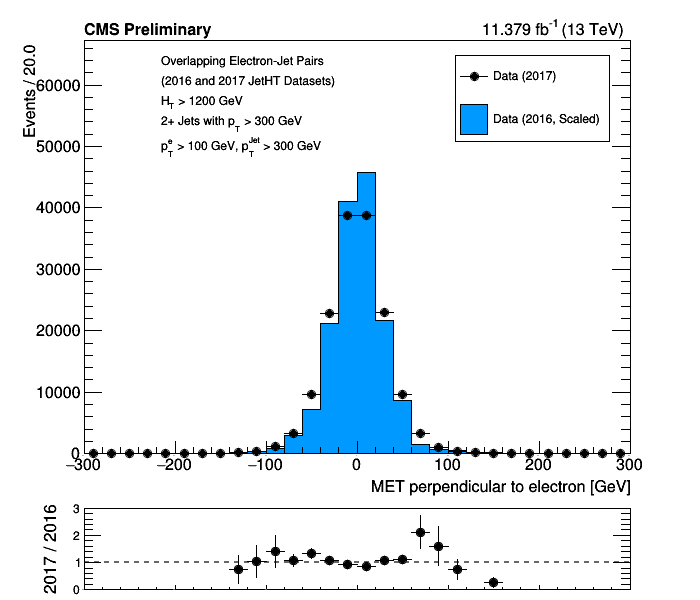 CMS Preliminary 11.379 fb⁻¹ (13 TeV)
Events / 20.0
60000
50000
40000
30000
20000
10000
0
Overlapping Electron-Jet Pairs
(2016 and 2017 JetHT Datasets)
H_T > 1200 GeV
2+ Jets with p_T > 300 GeV
p_T^e > 100 GeV, p_T^Jet > 300 GeV
Data (2017)
Data (2016, Scaled)
−300 −200 −100 0 100 200 300
MET perpendicular to electron [GeV]
2017 / 2016
3
2
1
0